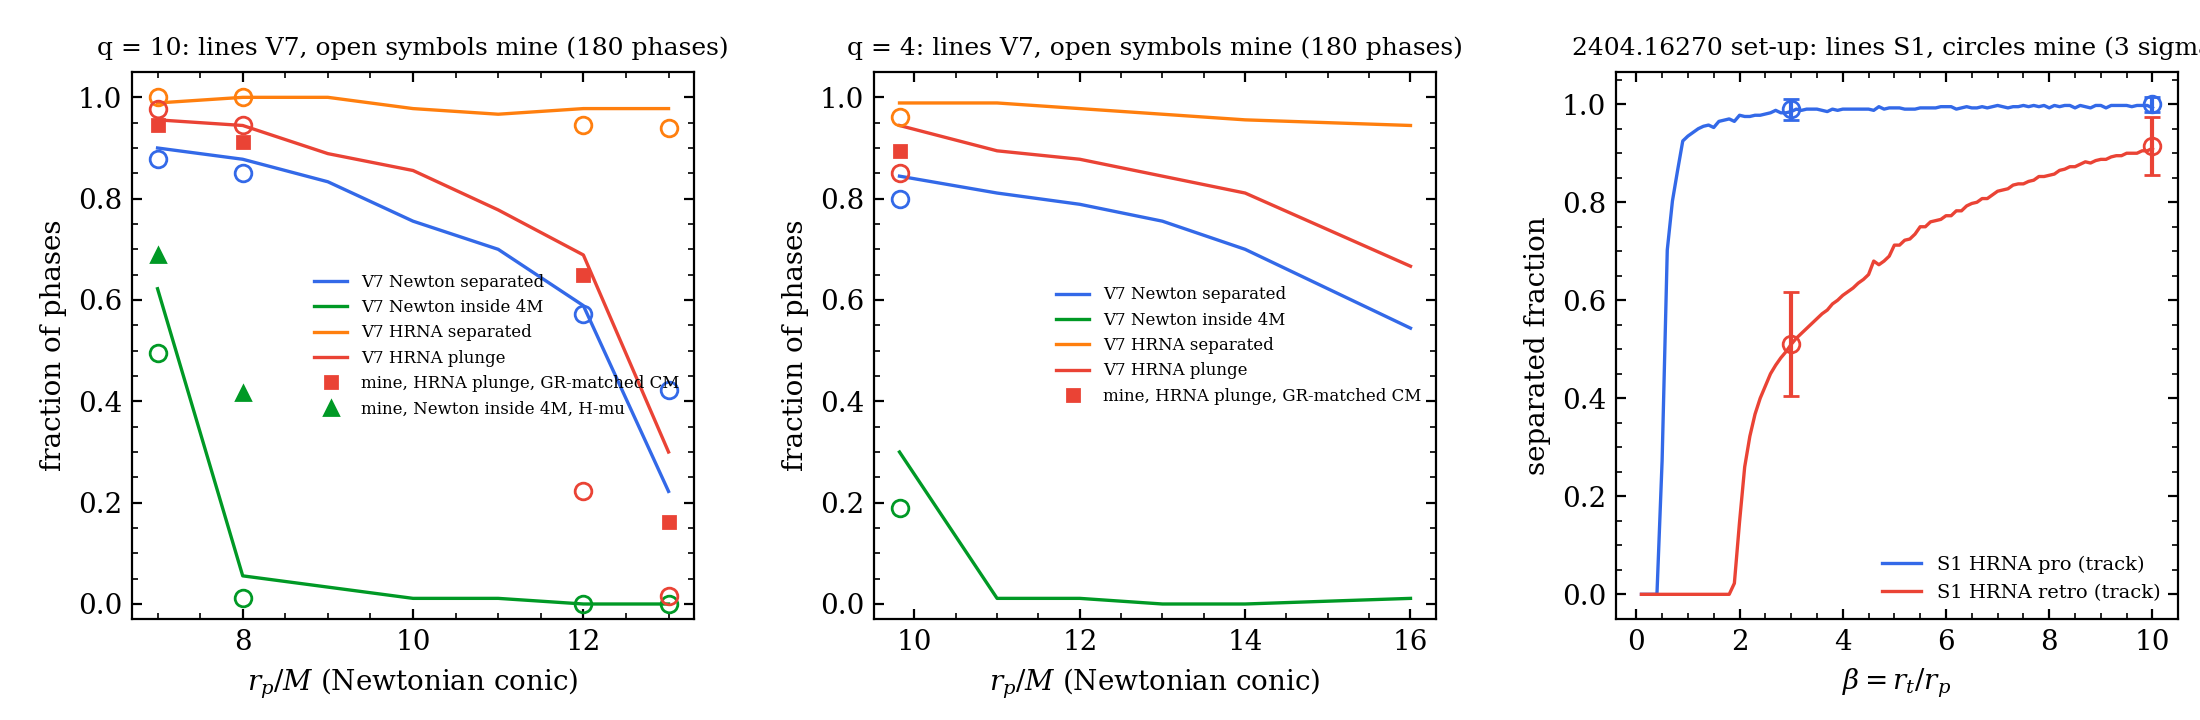 q = 10: lines V7, open symbols mine (180 phases)
fraction of phases
1.0
0.8
0.6
0.4
0.2
0.0
V7 Newton separated
V7 Newton inside 4M
V7 HRNA separated
V7 HRNA plunge
mine, HRNA plunge, GR-matched CM
mine, Newton inside 4M, H-mu
8 10 12
r_p/M (Newtonian conic)
q = 4: lines V7, open symbols mine (180 phases)
fraction of phases
1.0
0.8
0.6
0.4
0.2
0.0
V7 Newton separated
V7 Newton inside 4M
V7 HRNA separated
V7 HRNA plunge
mine, HRNA plunge, GR-matched CM
10 12 14 16
r_p/M (Newtonian conic)
2404.16270 set-up: lines S1, circles mine (3 sigma
separated fraction
1.0
0.8
0.6
0.4
0.2
0.0
S1 HRNA pro (track)
S1 HRNA retro (track)
0 2 4 6 8 10
β = r_t/r_p